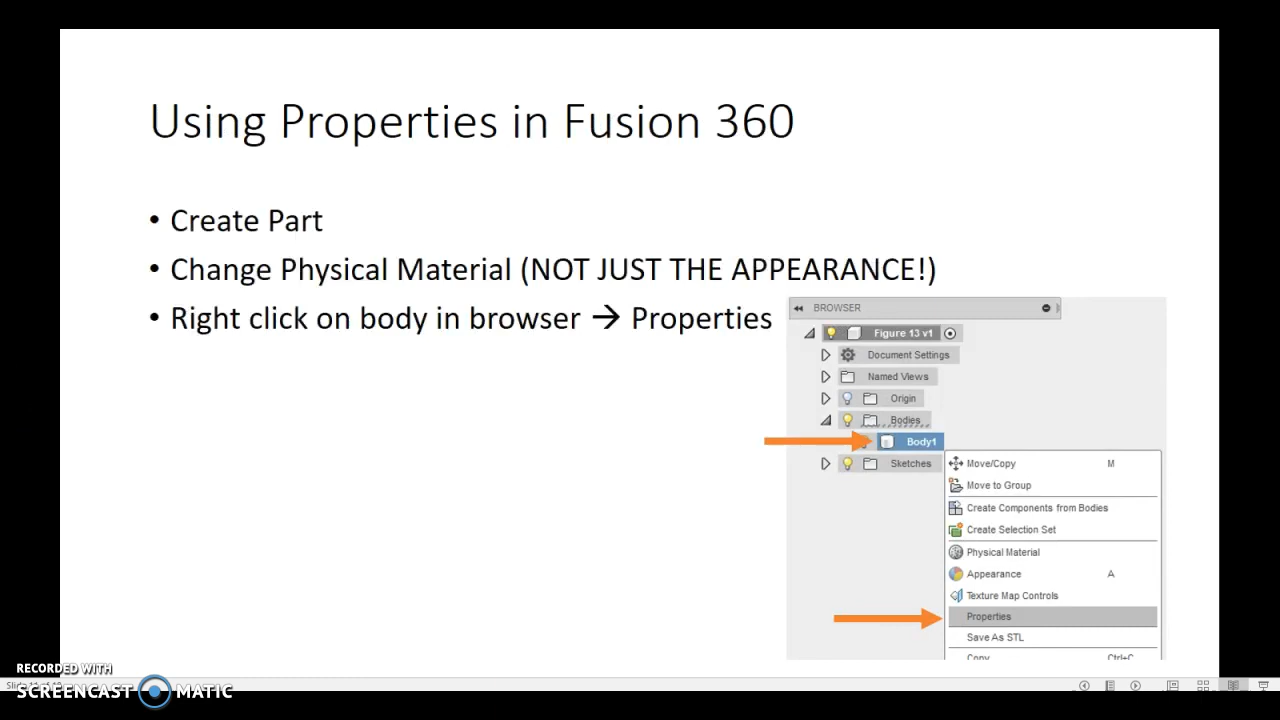 Using Properties in Fusion 360
• Create Part
• Change Physical Material (NOT JUST THE APPEARANCE!)
• Right click on body in browser → Properties
BROWSER
Figure 13 v1
Document Settings
Named Views
Origin
Bodies
Body1
Sketches
Move/Copy M
Move to Group
Create Components from Bodies
Create Selection Set
Physical Material
Appearance A
Texture Map Controls
Properties
Save As STL
Copy Ctrl+C
RECORDED WITH
SCREENCAST MATIC